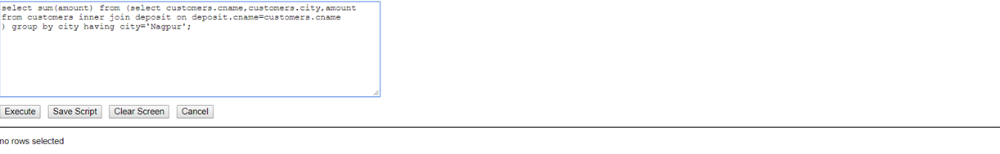 select sum(amount) from (select customers.cname,customers.city,amount
from customers inner join deposit on deposit.cname=customers.cname
) group by city having city='Nagpur';
Execute Save Script Clear Screen Cancel
no rows selected